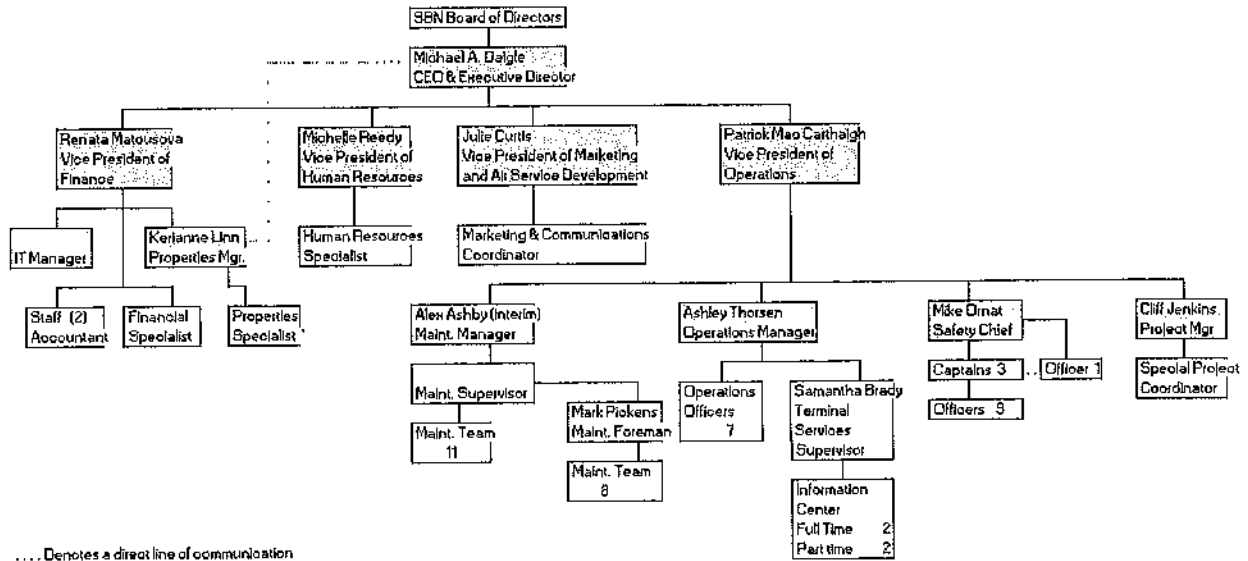 SBN Board of Directors
Michael A. Daigle
CEO & Executive Director
Renata Matousova
Vice President of
Finance
Michelle Reedy
Vice President of
Human Resources
Julie Curtis
Vice President of Marketing
and Air Service Development
Patrick Mac Carthaigh
Vice President of
Operations
IT Manager
Kerianne Linn
Properties Mgr.
Human Resources
Specialist
Marketing & Communications
Coordinator
Staff (2)
Accountant
Financial
Specialist
Properties
Specialist
Alex Ashby (Interim)
Maint. Manager
Ashley Thorsen
Operations Manager
Mike Ornat
Safety Chief
Cliff Jenkins
Project Mgr
Maint. Supervisor
Operations
Officers
7
Samantha Brady
Terminal
Services
Supervisor
Captains 3
Officer 1
Special Project
Coordinator
Officers 9
Maint. Team
11
Mark Pickens
Maint. Foreman
Maint. Team
8
Information
Center
Full Time 2
Part time 2
.... Denotes a direct line of communication